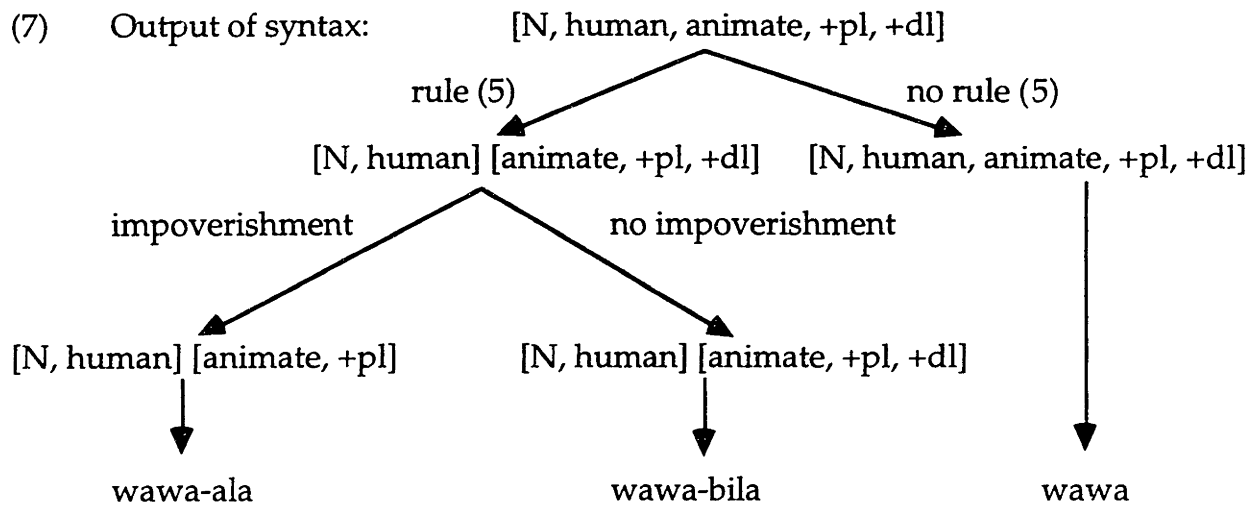 (7) Output of syntax: [N, human, animate, +pl, +dl]
rule (5) no rule (5)
[N, human] [animate, +pl, +dl] [N, human, animate, +pl, +dl]
impoverishment no impoverishment
[N, human] [animate, +pl] [N, human] [animate, +pl, +dl]
wawa-ala wawa-bila wawa